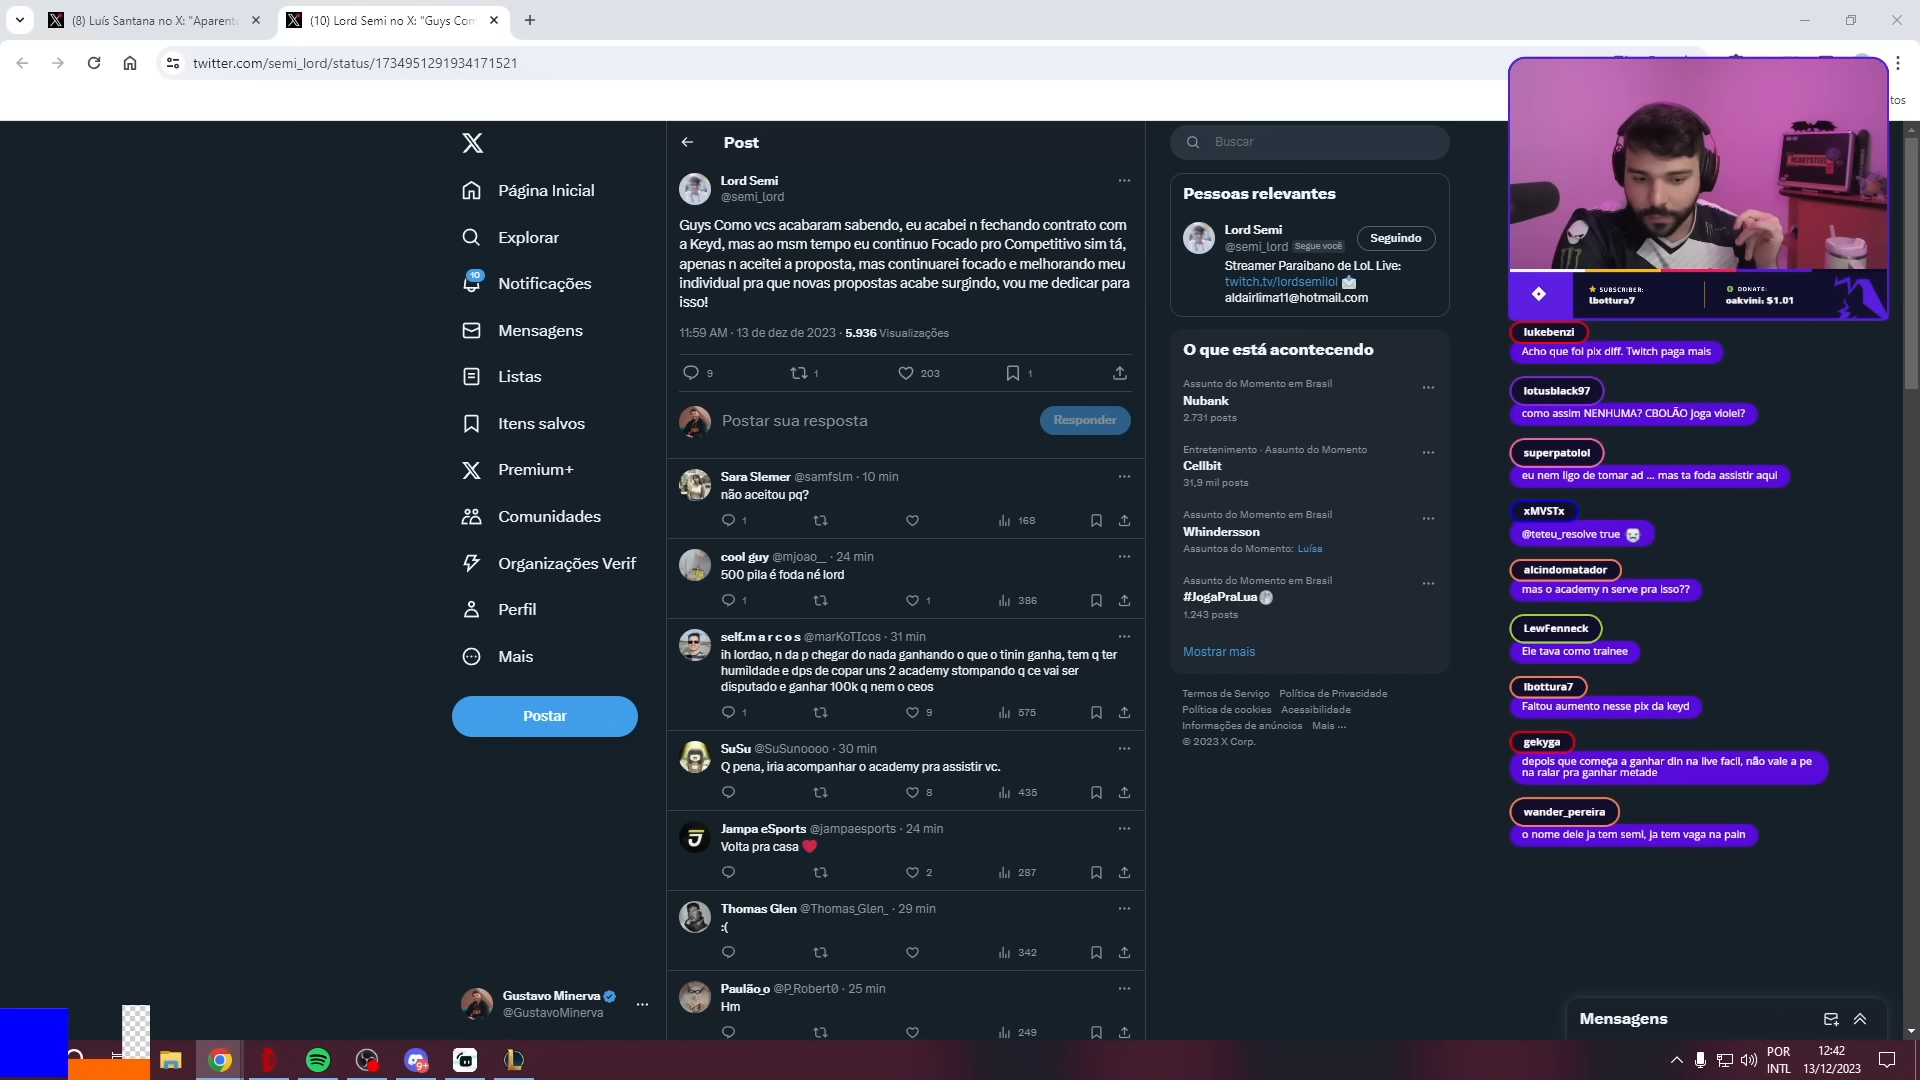 (8) Luís Santana no X: "Aparent
(10) Lord Semi no X: "Guys Com
twitter.com/semi_lord/status/1734951291934171521
tos
Página Inicial
Explorar
10
Notificações
Mensagens
Listas
Itens salvos
Premium+
Comunidades
Organizações Verif
Perfil
Mais
Postar
Gustavo Minerva
@GustavoMinerva
Post
Lord Semi
@semi_lord
Guys Como vcs acabaram sabendo, eu acabei n fechando contrato com
a Keyd, mas ao msm tempo eu continuo Focado pro Competitivo sim tá,
apenas n aceitei a proposta, mas continuarei focado e melhorando meu
individual pra que novas propostas acabe surgindo, vou me dedicar para
isso!
11:59 AM · 13 de dez de 2023 · 5.936 Visualizações
9 1 203 1
Postar sua resposta
Responder
Sara Slemer @samfslm · 10 min
não aceitou pq?
1 168
cool guy @mjoao__ · 24 min
500 pila é foda né lord
1 1 386
self.m a r c o s @marKoTIcos · 31 min
ih lordao, n da p chegar do nada ganhando o que o tinin ganha, tem q ter
humildade e dps de copar uns 2 academy stompando q ce vai ser
disputado e ganhar 100k q nem o ceos
1 9 575
SuSu @SuSunoooo · 30 min
Q pena, iria acompanhar o academy pra assistir vc.
8 435
Jampa eSports @jampaesports · 24 min
Volta pra casa ❤️
2 287
Thomas Glen @Thomas_Glen_ · 29 min
:(
342
Paulão_o @P_Robert0 · 25 min
Hm
249
Buscar
Pessoas relevantes
Lord Semi
@semi_lord Segue você
Seguindo
Streamer Paraibano de LoL Live:
twitch.tv/lordsemilol 📩
aldairlima11@hotmail.com
O que está acontecendo
Assunto do Momento em Brasil
Nubank
2.731 posts
Entretenimento · Assunto do Momento
Cellbit
31,9 mil posts
Assunto do Momento em Brasil
Whindersson
Assuntos do Momento: Luísa
Assunto do Momento em Brasil
#JogaPraLua
1.243 posts
Mostrar mais
Termos de Serviço Política de Privacidade
Política de cookies Acessibilidade
Informações de anúncios Mais ···
© 2023 X Corp.
Mensagens
SUBSCRIBER:
lbottura7
DONATE:
oakvini: $1.01
lukebenzi
Acho que foi pix diff. Twitch paga mais
lotusblack97
como assim NENHUMA? CBOLÃO joga violei?
superpatolol
eu nem ligo de tomar ad ... mas ta foda assistir aqui
xMVSTx
@teteu_resolve true
alcindomatador
mas o academy n serve pra isso??
LewFenneck
Ele tava como trainee
lbottura7
Faltou aumento nesse pix da keyd
gekyga
depois que começa a ganhar din na live facil, não vale a pe
na ralar pra ganhar metade
wander_pereira
o nome dele ja tem semi, ja tem vaga na pain
9+
POR
INTL
12:42
13/12/2023